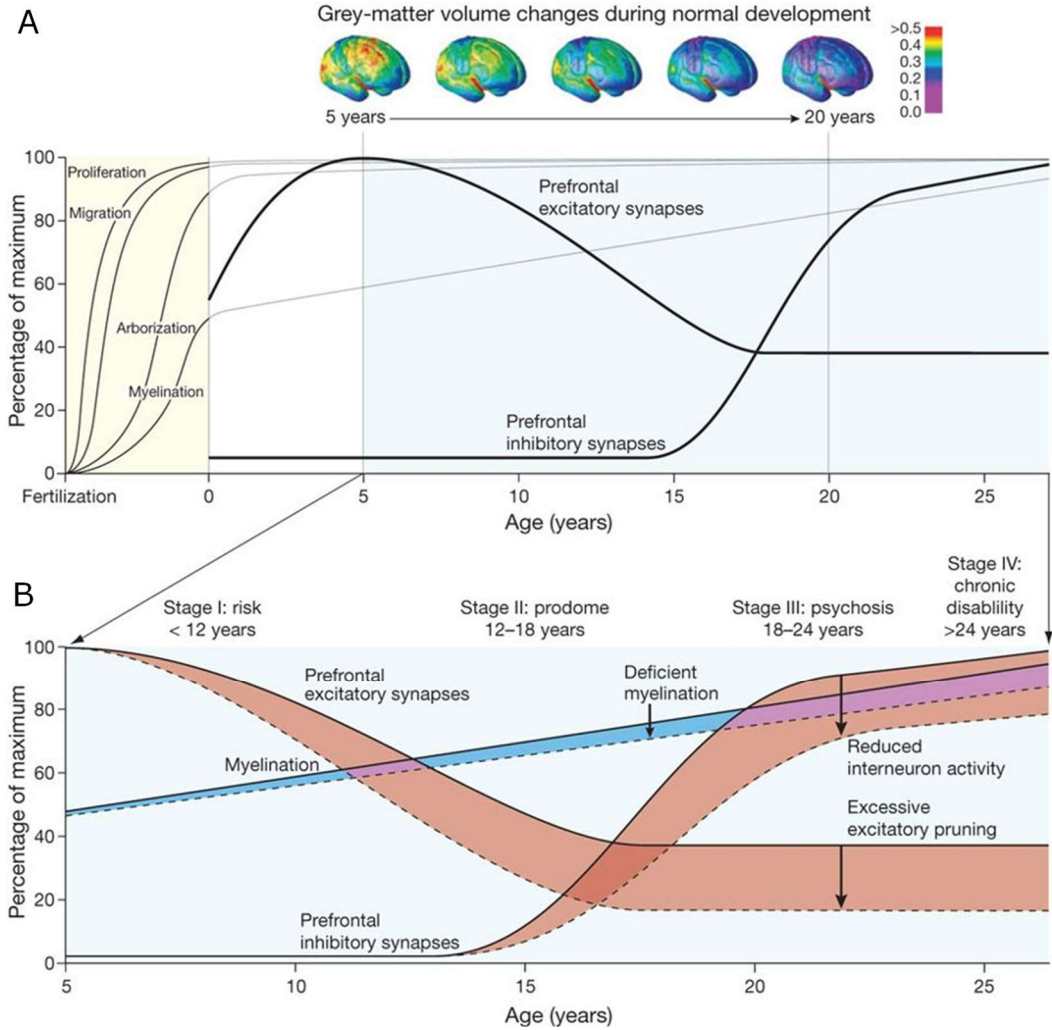 A
Grey-matter volume changes during normal development
>0.5
0.4
0.3
0.2
0.1
0.0
5 years
20 years
Percentage of maximum
100
80
60
40
20
0
Proliferation
Migration
Arborization
Myelination
Prefrontal
excitatory synapses
Prefrontal
inhibitory synapses
Fertilization
0
5
10
15
20
25
Age (years)
B
Stage I: risk
< 12 years
Stage II: prodome
12–18 years
Stage III: psychosis
18–24 years
Stage IV:
chronic
disablility
>24 years
Percentage of maximum
100
80
60
40
20
0
Prefrontal
excitatory synapses
Deficient
myelination
Myelination
Reduced
interneuron activity
Excessive
excitatory pruning
Prefrontal
inhibitory synapses
5
10
15
20
25
Age (years)